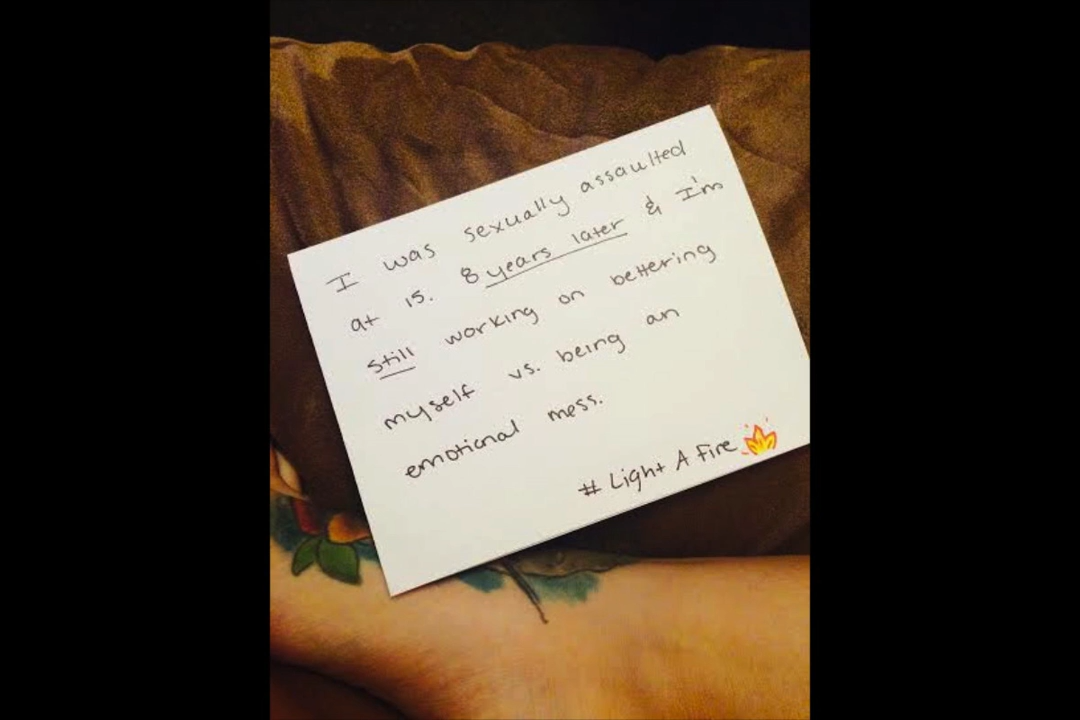 I was sexually assaulted
at 15. 8 years later & I'm
still working on bettering
myself vs. being an
emotional mess.
# Light A Fire